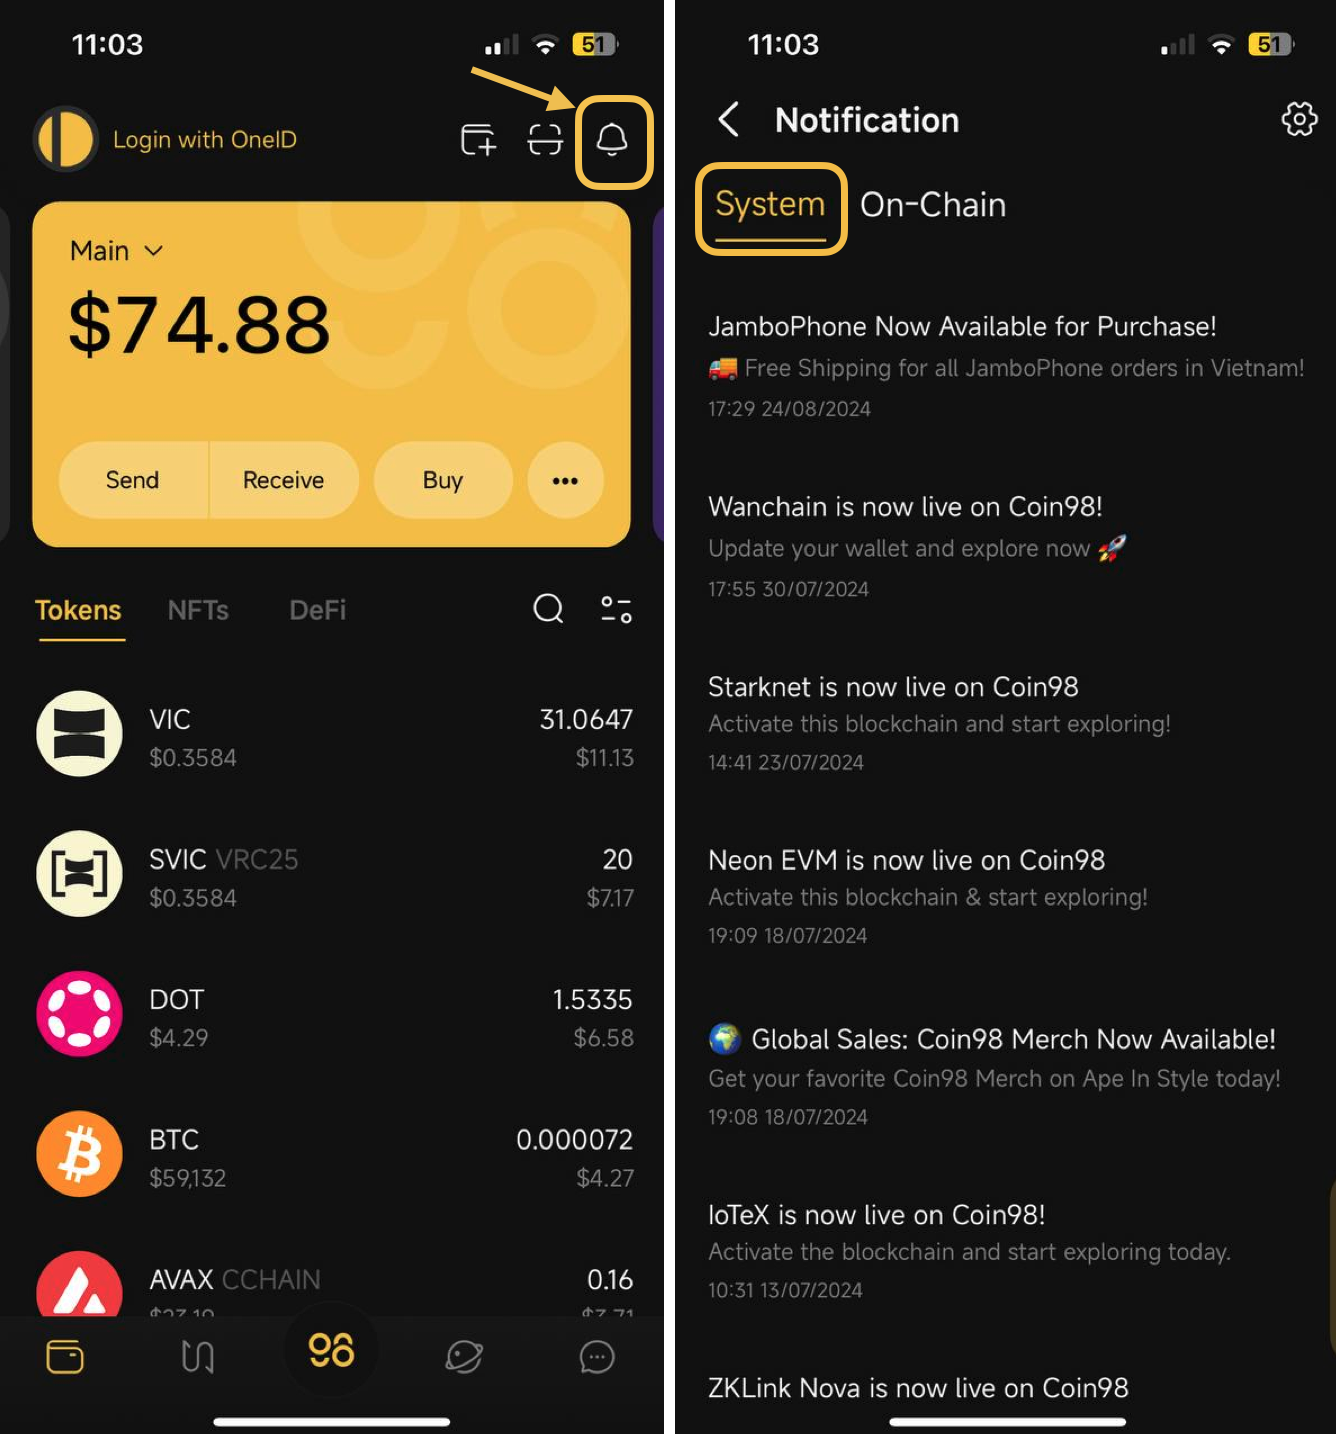 11:03
51
Login with OneID
Main
$74.88
Send
Receive
Buy
Tokens
NFTs
DeFi
VIC
31.0647
$0.3584
$11.13
SVIC VRC25
20
$0.3584
$7.17
DOT
1.5335
$4.29
$6.58
BTC
0.000072
$59,132
$4.27
AVAX CCHAIN
0.16
98
11:03
51
Notification
System
On-Chain
JamboPhone Now Available for Purchase!
🚚 Free Shipping for all JamboPhone orders in Vietnam!
17:29 24/08/2024
Wanchain is now live on Coin98!
Update your wallet and explore now 🚀
17:55 30/07/2024
Starknet is now live on Coin98
Activate this blockchain and start exploring!
14:41 23/07/2024
Neon EVM is now live on Coin98
Activate this blockchain & start exploring!
19:09 18/07/2024
🌍 Global Sales: Coin98 Merch Now Available!
Get your favorite Coin98 Merch on Ape In Style today!
19:08 18/07/2024
IoTeX is now live on Coin98!
Activate the blockchain and start exploring today.
10:31 13/07/2024
ZKLink Nova is now live on Coin98